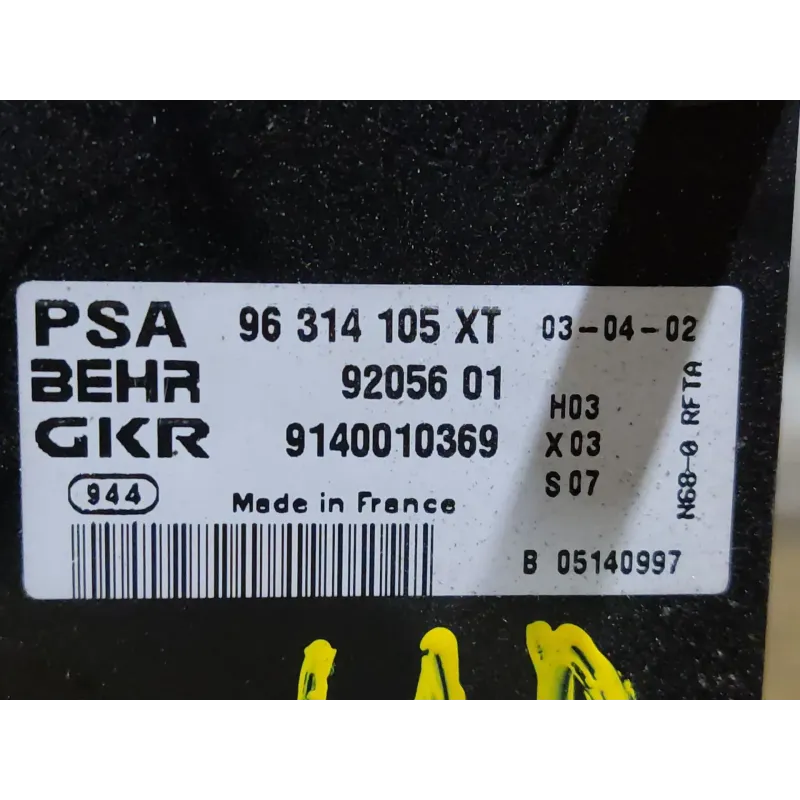 PSA 96 314 105 XT 03-04-02
BEHR 92056 01 H03
GKR 9140010369 X03
944 Made in France S07
B 05140997
N68-0 RFTA